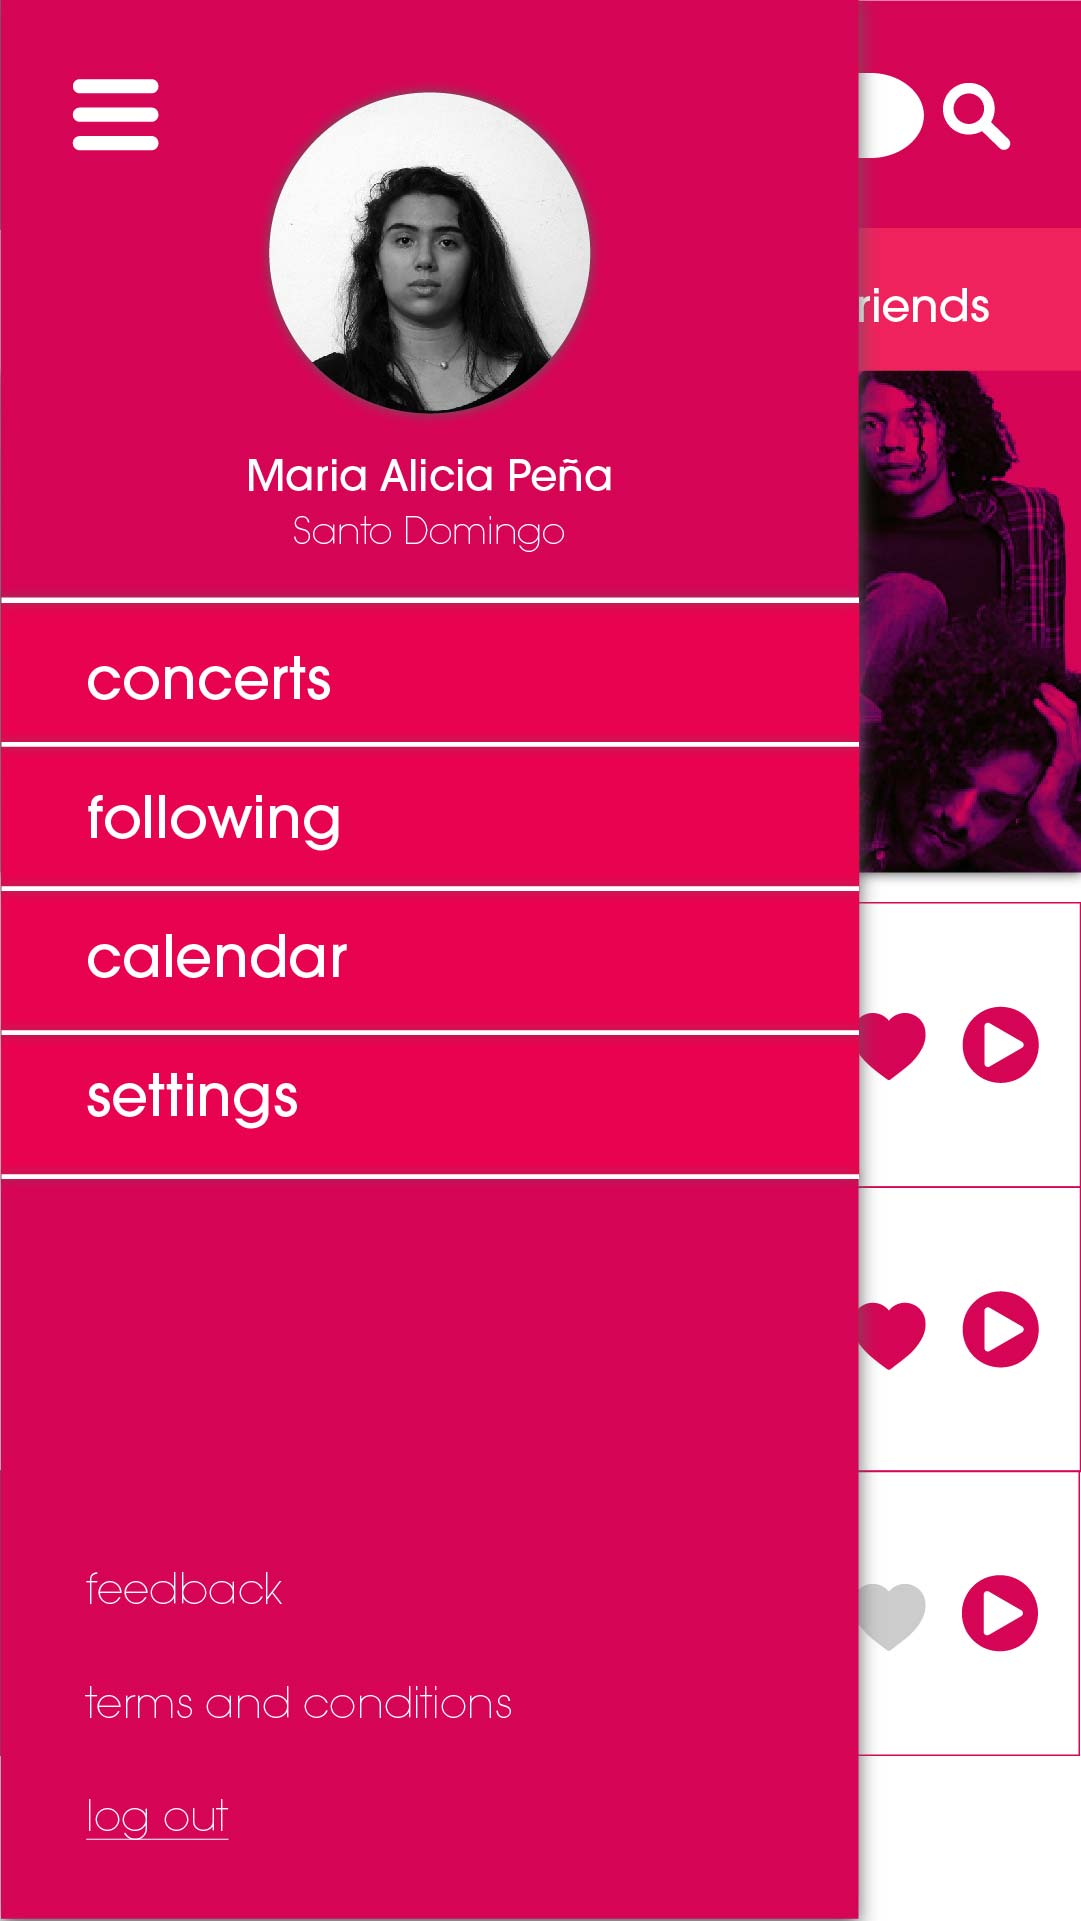 Maria Alicia Peña
Santo Domingo
riends
concerts
following
calendar
settings
feedback
terms and conditions
log out